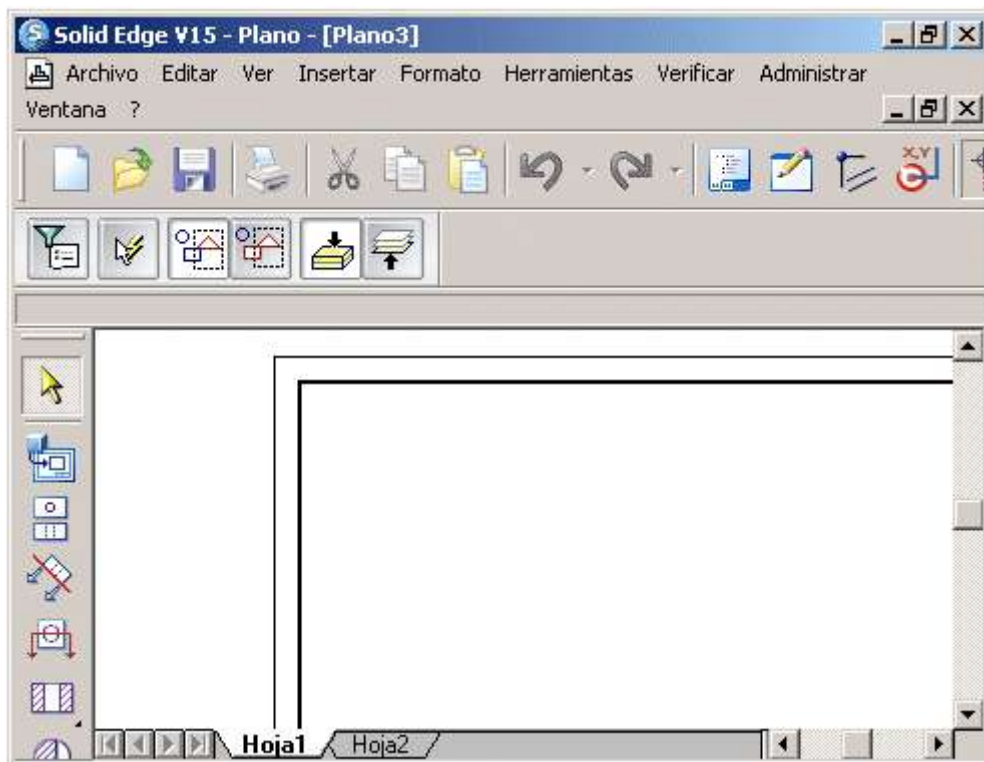 Solid Edge V15 - Plano - [Plano3]
Archivo Editar Ver Insertar Formato Herramientas Verificar Administrar
Ventana ?
X,Y
Hoja1 Hoja2